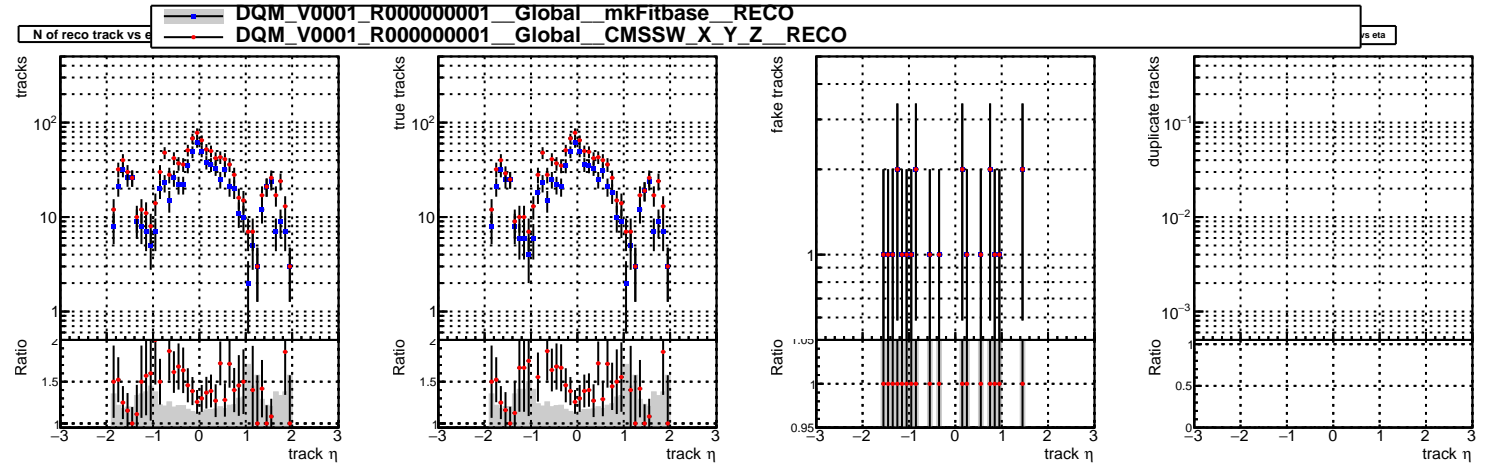 DQM_V0001_R000000001__Global__mkFitbase__RECO
DQM_V0001_R000000001__Global__CMSSW_X_Y_Z__RECO
N of reco track vs e
vs eta
tracks
10²
10
1
Ratio
2
1.5
1
−3 −2 −1 0 1 2 3
track η
true tracks
10²
10
1
Ratio
2
1.5
1
−3 −2 −1 0 1 2 3
track η
fake tracks
1
Ratio
1.05
1
0.95
−3 −2 −1 0 1 2 3
track η
duplicate tracks
10⁻¹
10⁻²
10⁻³
Ratio
1
0.5
0
−3 −2 −1 0 1 2 3
track η